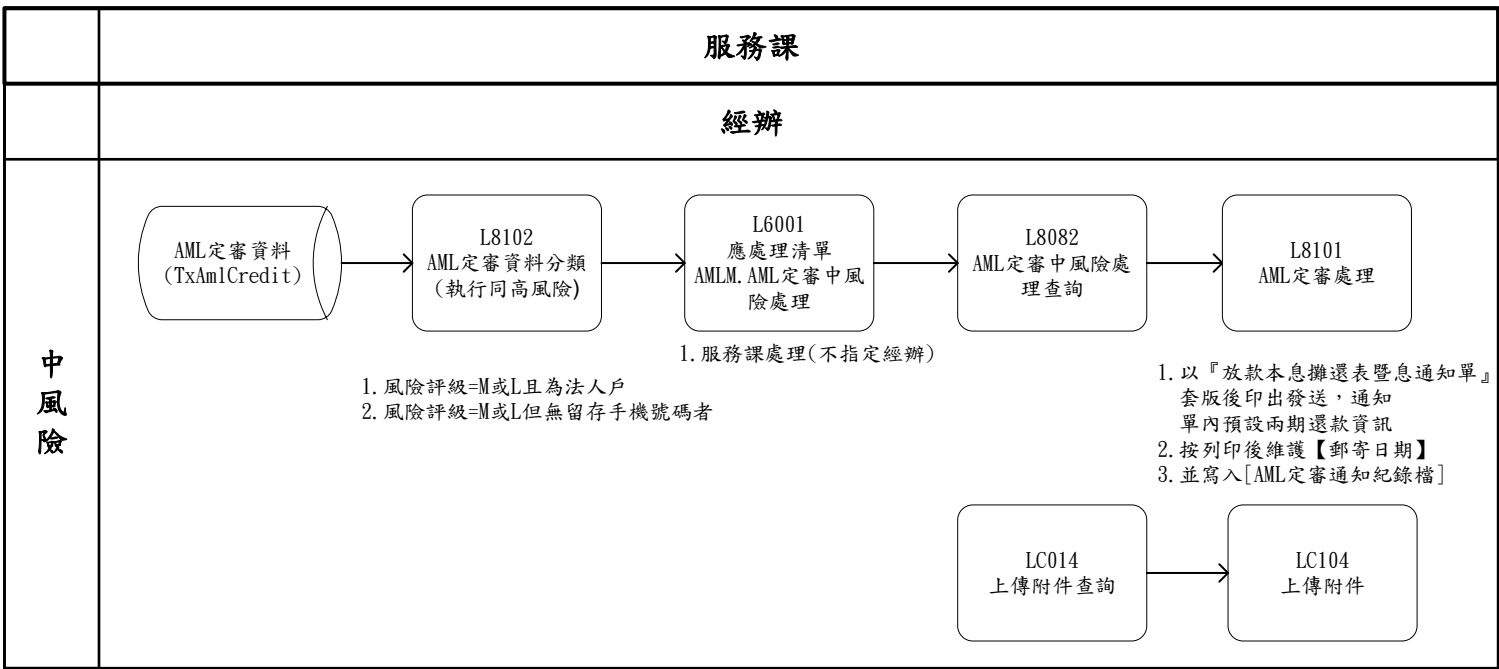 服務課
經辦
中
風
險
AML定審資料
(TxAmlCredit)
L8102
AML定審資料分類
(執行同高風險)
1.風險評級=M或L且為法人戶
2.風險評級=M或L但無留存手機號碼者
L6001
應處理清單
AMLM.AML定審中風
險處理
1.服務課處理(不指定經辦)
L8082
AML定審中風險處
理查詢
L8101
AML定審處理
1.以『放款本息攤還表暨息通知單』
套版後印出發送，通知
單內預設兩期還款資訊
2.按列印後維護【郵寄日期】
3.並寫入[AML定審通知紀錄檔]
LC014
上傳附件查詢
LC104
上傳附件